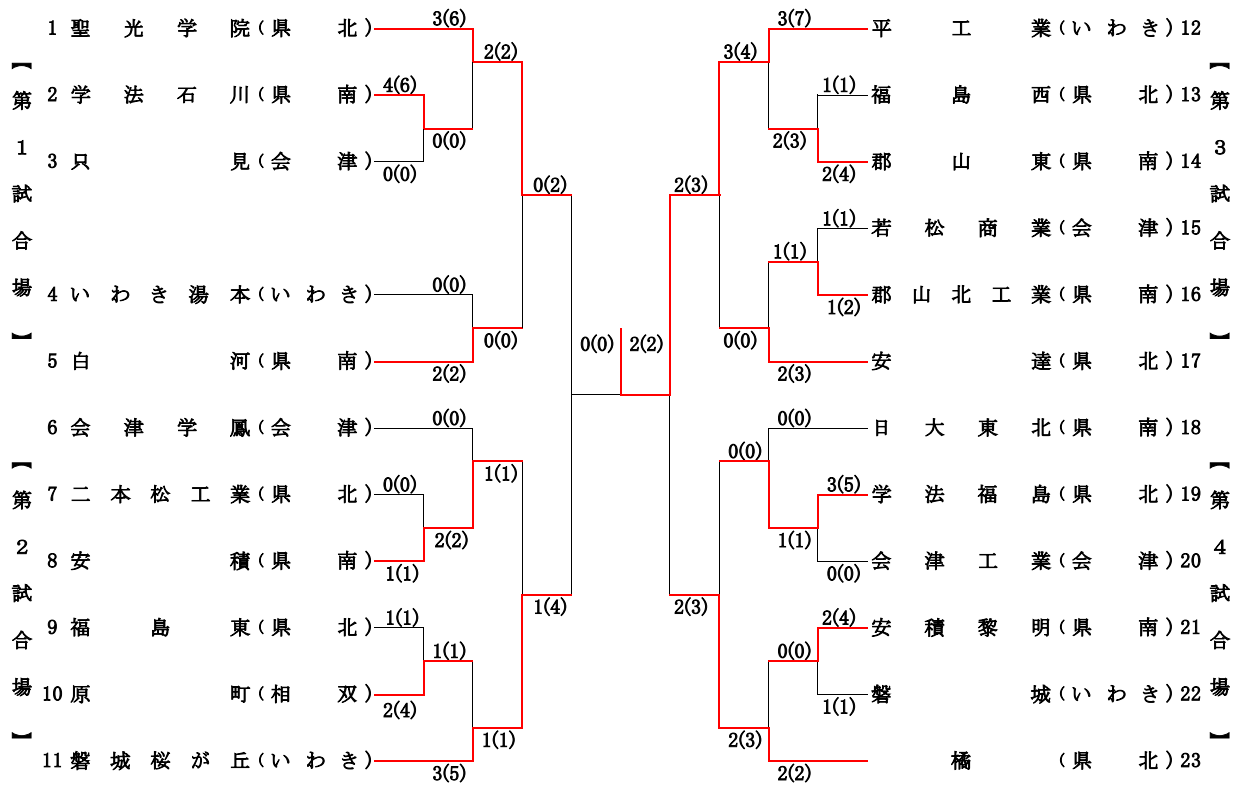 3(6) 3(7)
1 聖光学院(県北) 平工業(いわき) 12
2(2) 3(4)
4(6) 1(1)
2 学法石川(県南) 福島西(県北) 13
0(0) 2(3)
3 只見(会津) 郡山東(県南) 14
0(0) 2(4)
0(2) 2(3)
1(1)
若松商業(会津) 15
1(1)
0(0)
4 いわき湯本(いわき) 郡山北工業(県南) 16
1(2)
0(0) 0(0) 2(2) 0(0)
5 白河(県南) 安達(県北) 17
2(2) 2(3)
0(0) 0(0)
6 会津学鳳(会津) 日大東北(県南) 18
1(1) 0(0)
0(0) 3(5)
7 二本松工業(県北) 学法福島(県北) 19
2(2) 1(1)
8 安積(県南) 会津工業(会津) 20
1(1) 0(0)
1(4) 2(3)
1(1) 2(4)
9 福島東(県北) 安積黎明(県南) 21
1(1) 0(0)
10 原町(相双) 磐城(いわき) 22
2(4) 1(1)
1(1) 2(3)
11 磐城桜が丘(いわき) 橘(県北) 23
3(5) 2(2)
【第1試合場】
【第2試合場】
【第3試合場】
【第4試合場】